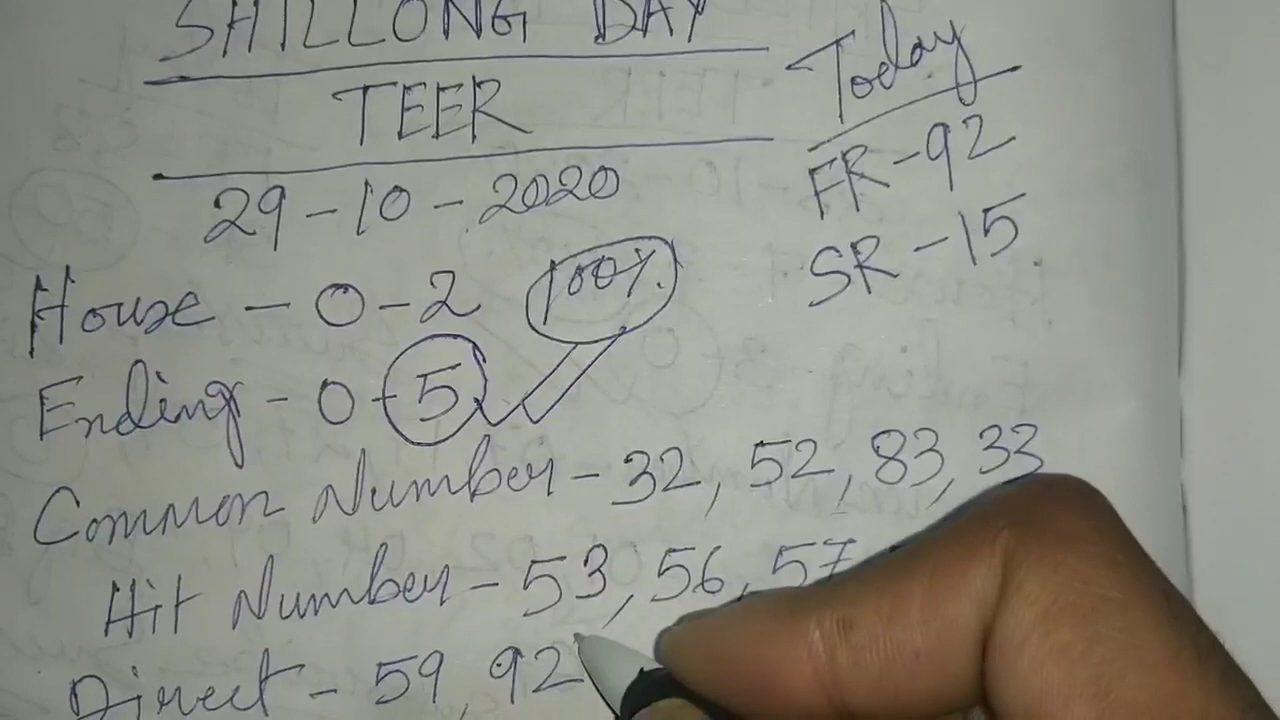 SHILLONG DAY
TEER
29-10-2020
Today
FR-92
SR-15
House - 0-2 100%.
Ending - 0-5
Common Number - 32, 52, 83, 33
Hit Number - 53, 56, 57
Direct - 59, 92